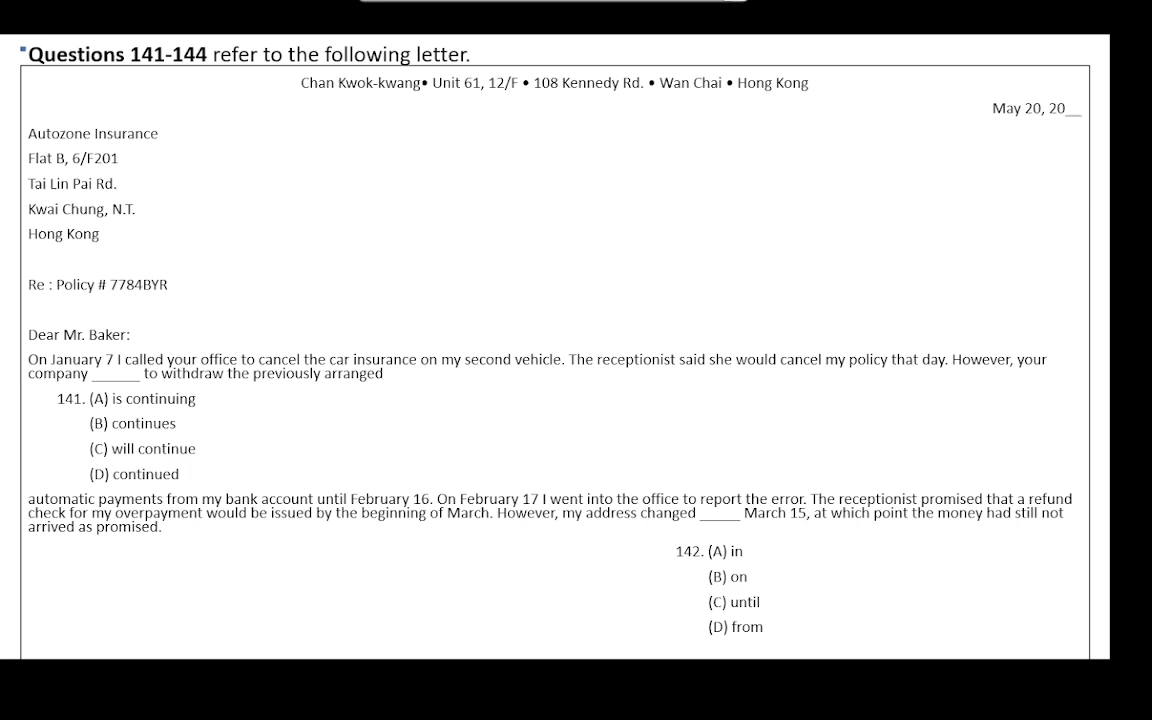 Questions 141-144 refer to the following letter.
Chan Kwok-kwang• Unit 61, 12/F • 108 Kennedy Rd. • Wan Chai • Hong Kong
May 20, 20__
Autozone Insurance
Flat B, 6/F201
Tai Lin Pai Rd.
Kwai Chung, N.T.
Hong Kong
Re : Policy # 7784BYR
Dear Mr. Baker:
On January 7 I called your office to cancel the car insurance on my second vehicle. The receptionist said she would cancel my policy that day. However, your
company ______ to withdraw the previously arranged
141. (A) is continuing
(B) continues
(C) will continue
(D) continued
automatic payments from my bank account until February 16. On February 17 I went into the office to report the error. The receptionist promised that a refund
check for my overpayment would be issued by the beginning of March. However, my address changed _____ March 15, at which point the money had still not
arrived as promised.
142. (A) in
(B) on
(C) until
(D) from